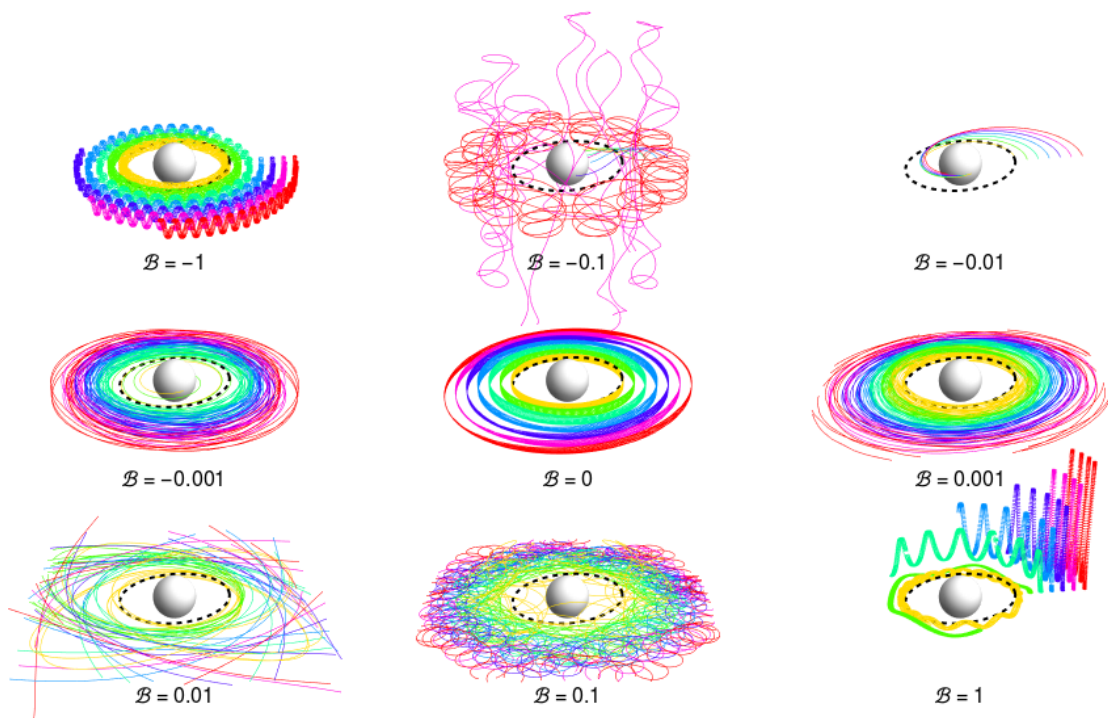 ℬ = −1
ℬ = −0.1
ℬ = −0.01
ℬ = −0.001
ℬ = 0
ℬ = 0.001
ℬ = 0.01
ℬ = 0.1
ℬ = 1